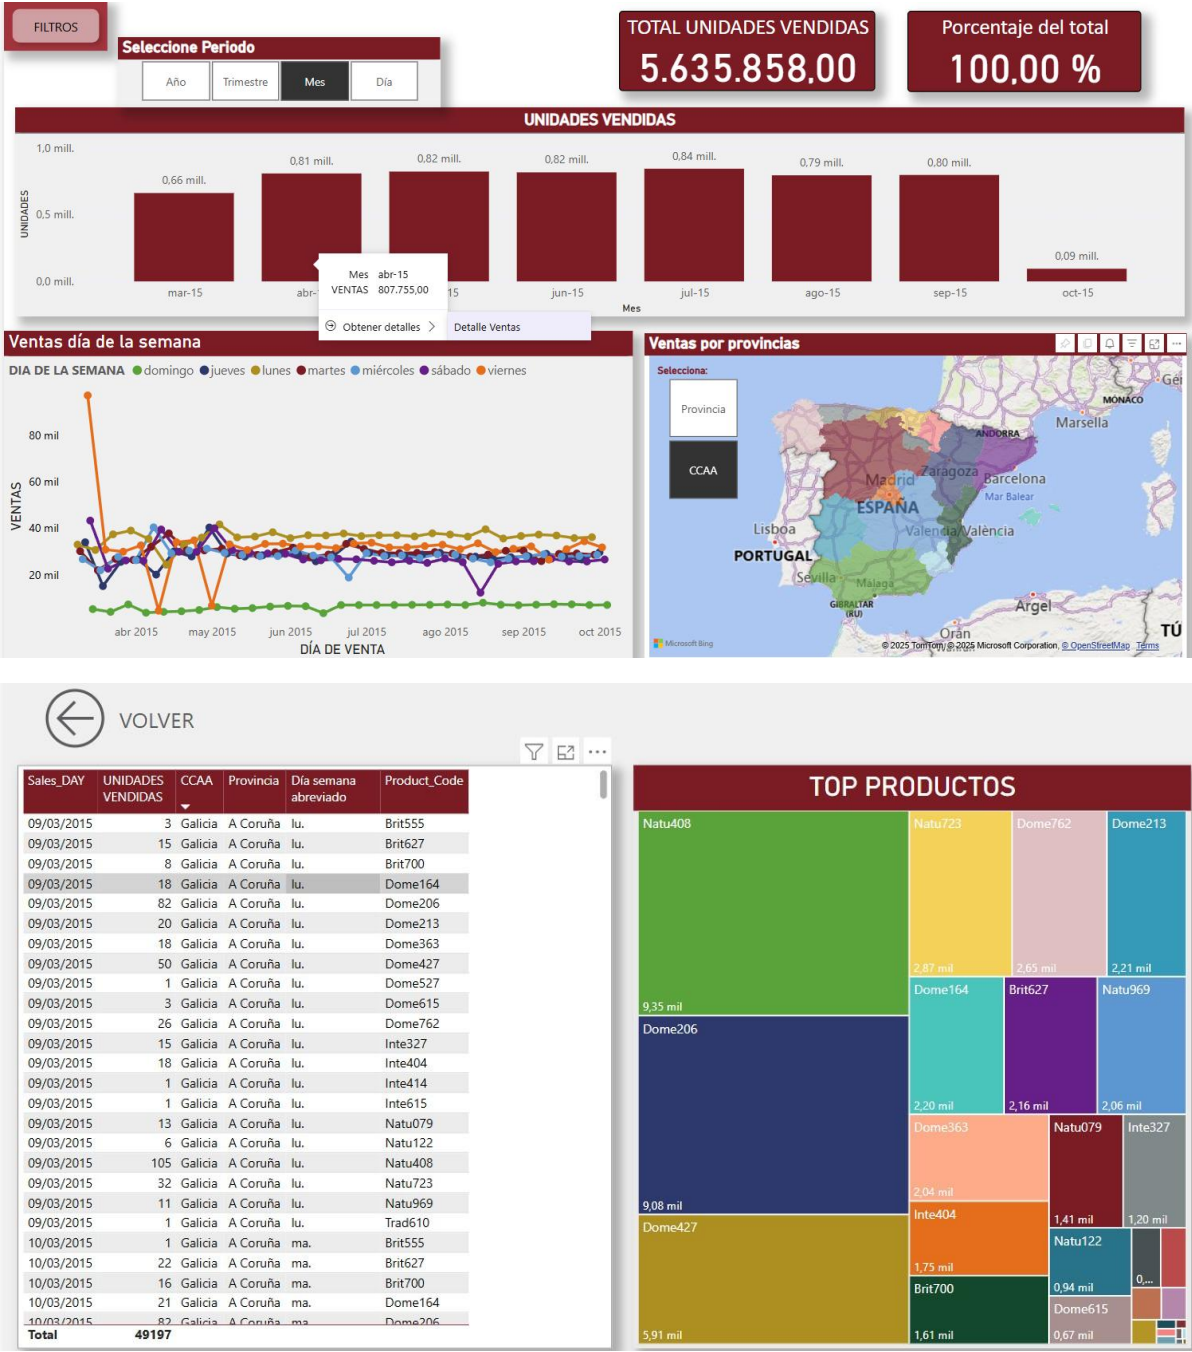 FILTROS
Seleccione Periodo
Año Trimestre Mes Día
TOTAL UNIDADES VENDIDAS
5.635.858,00
Porcentaje del total
100,00 %
UNIDADES VENDIDAS
UNIDADES
1,0 mill.
0,5 mill.
0,0 mill.
0,66 mill. 0,81 mill. 0,82 mill. 0,82 mill. 0,84 mill. 0,79 mill. 0,80 mill. 0,09 mill.
mar-15 abr- 15 jun-15 jul-15 ago-15 sep-15 oct-15
Mes
Mes abr-15
VENTAS 807.755,00
Obtener detalles Detalle Ventas
Ventas día de la semana
DIA DE LA SEMANA domingo jueves lunes martes miércoles sábado viernes
VENTAS
80 mil
60 mil
40 mil
20 mil
abr 2015 may 2015 jun 2015 jul 2015 ago 2015 sep 2015 oct 2015
DÍA DE VENTA
Ventas por provincias
Selecciona:
Provincia
CCAA
MÓNACO
Marsella
ANDORRA
Zaragoza
Barcelona
Madrid
Mar Balear
ESPAÑA
Valencia/València
Lisboa
PORTUGAL
Sevilla
Málaga
GIBRALTAR
(RU)
Argel
Orán
TÚ
Microsoft Bing
© 2025 TomTom, © 2025 Microsoft Corporation, © OpenStreetMap Terms
VOLVER
Sales_DAY UNIDADES VENDIDAS CCAA Provincia Día semana abreviado Product_Code
09/03/2015 3 Galicia A Coruña lu. Brit555
09/03/2015 15 Galicia A Coruña lu. Brit627
09/03/2015 8 Galicia A Coruña lu. Brit700
09/03/2015 18 Galicia A Coruña lu. Dome164
09/03/2015 82 Galicia A Coruña lu. Dome206
09/03/2015 20 Galicia A Coruña lu. Dome213
09/03/2015 18 Galicia A Coruña lu. Dome363
09/03/2015 50 Galicia A Coruña lu. Dome427
09/03/2015 1 Galicia A Coruña lu. Dome527
09/03/2015 3 Galicia A Coruña lu. Dome615
09/03/2015 26 Galicia A Coruña lu. Dome762
09/03/2015 15 Galicia A Coruña lu. Inte327
09/03/2015 18 Galicia A Coruña lu. Inte404
09/03/2015 1 Galicia A Coruña lu. Inte414
09/03/2015 1 Galicia A Coruña lu. Inte615
09/03/2015 13 Galicia A Coruña lu. Natu079
09/03/2015 6 Galicia A Coruña lu. Natu122
09/03/2015 105 Galicia A Coruña lu. Natu408
09/03/2015 32 Galicia A Coruña lu. Natu723
09/03/2015 11 Galicia A Coruña lu. Natu969
09/03/2015 1 Galicia A Coruña lu. Trad610
10/03/2015 1 Galicia A Coruña ma. Brit555
10/03/2015 22 Galicia A Coruña ma. Brit627
10/03/2015 16 Galicia A Coruña ma. Brit700
10/03/2015 21 Galicia A Coruña ma. Dome164
10/03/2015 82 Galicia A Coruña ma. Dome206
Total 49197
TOP PRODUCTOS
Natu408
9,35 mil
Dome206
9,08 mil
Dome427
5,91 mil
Natu723
2,87 mil
Dome762
2,65 mil
Dome213
2,21 mil
Dome164
2,20 mil
Brit627
2,16 mil
Natu969
2,06 mil
Dome363
2,04 mil
Inte404
1,75 mil
Brit700
1,61 mil
Natu079
1,41 mil
Inte327
1,20 mil
Natu122
0,94 mil
Dome615
0,67 mil
0,...